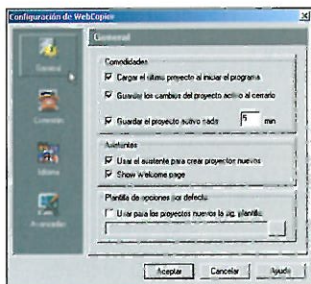 Configuración de WebCopier
General
General
Conexión
Idioma
Avanzado
Comodidades
Cargar el último proyecto al iniciar el programa
Guardar los cambios del proyecto activo al cerrarlo
Guardar el proyecto activo cada 5 min
Asistentes
Usar el asistente para crear proyectos nuevos
Show Welcome page
Plantilla de opciones por defecto
Usar para los proyectos nuevos la sig. plantilla:
...
Aceptar Cancelar Ayuda